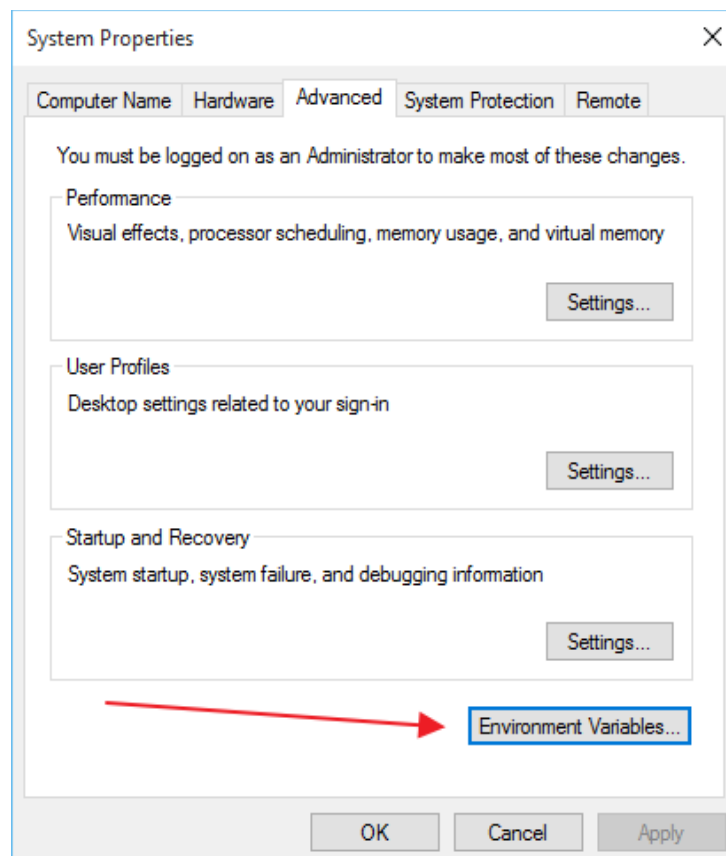 System Properties
Computer Name Hardware Advanced System Protection Remote
You must be logged on as an Administrator to make most of these changes.
Performance
Visual effects, processor scheduling, memory usage, and virtual memory
Settings...
User Profiles
Desktop settings related to your sign-in
Settings...
Startup and Recovery
System startup, system failure, and debugging information
Settings...
Environment Variables...
OK Cancel Apply